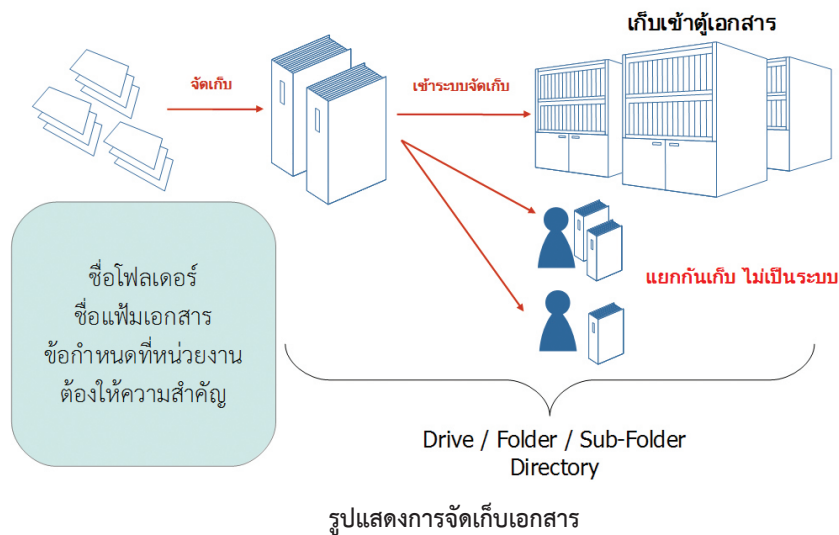 เก็บเข้าตู้เอกสาร
จัดเก็บ
เข้าระบบจัดเก็บ
แยกกันเก็บ ไม่เป็นระบบ
ชื่อโฟลเดอร์
ชื่อแฟ้มเอกสาร
ข้อกำหนดที่หน่วยงาน
ต้องให้ความสำคัญ
Drive / Folder / Sub-Folder
Directory
รูปแสดงการจัดเก็บเอกสาร